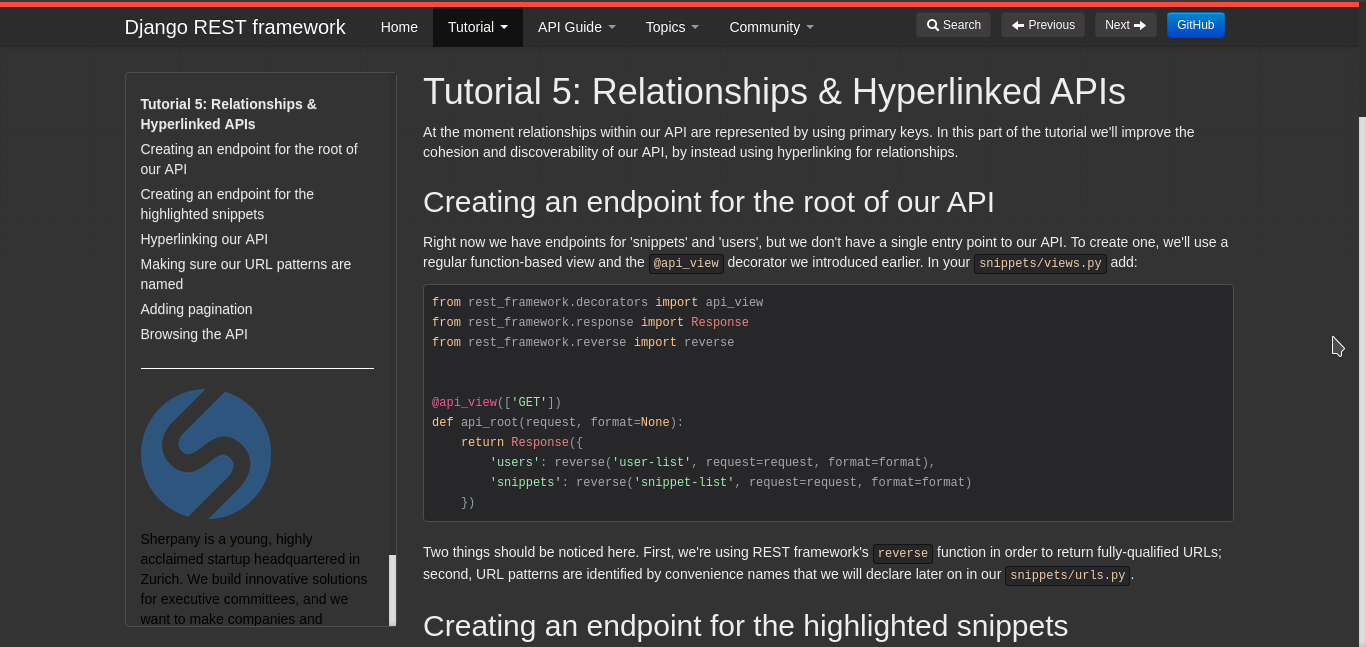 Django REST framework Home Tutorial API Guide Topics Community Search Previous Next GitHub
Tutorial 5: Relationships &
Hyperlinked APIs
Creating an endpoint for the root of
our API
Creating an endpoint for the
highlighted snippets
Hyperlinking our API
Making sure our URL patterns are
named
Adding pagination
Browsing the API
Sherpany is a young, highly
acclaimed startup headquartered in
Zurich. We build innovative solutions
for executive committees, and we
want to make companies and
Tutorial 5: Relationships & Hyperlinked APIs
At the moment relationships within our API are represented by using primary keys. In this part of the tutorial we'll improve the
cohesion and discoverability of our API, by instead using hyperlinking for relationships.
Creating an endpoint for the root of our API
Right now we have endpoints for 'snippets' and 'users', but we don't have a single entry point to our API. To create one, we'll use a
regular function-based view and the @api_view decorator we introduced earlier. In your snippets/views.py add:
from rest_framework.decorators import api_view
from rest_framework.response import Response
from rest_framework.reverse import reverse
@api_view(['GET'])
def api_root(request, format=None):
    return Response({
        'users': reverse('user-list', request=request, format=format),
        'snippets': reverse('snippet-list', request=request, format=format)
    })
Two things should be noticed here. First, we're using REST framework's reverse function in order to return fully-qualified URLs;
second, URL patterns are identified by convenience names that we will declare later on in our snippets/urls.py.
Creating an endpoint for the highlighted snippets